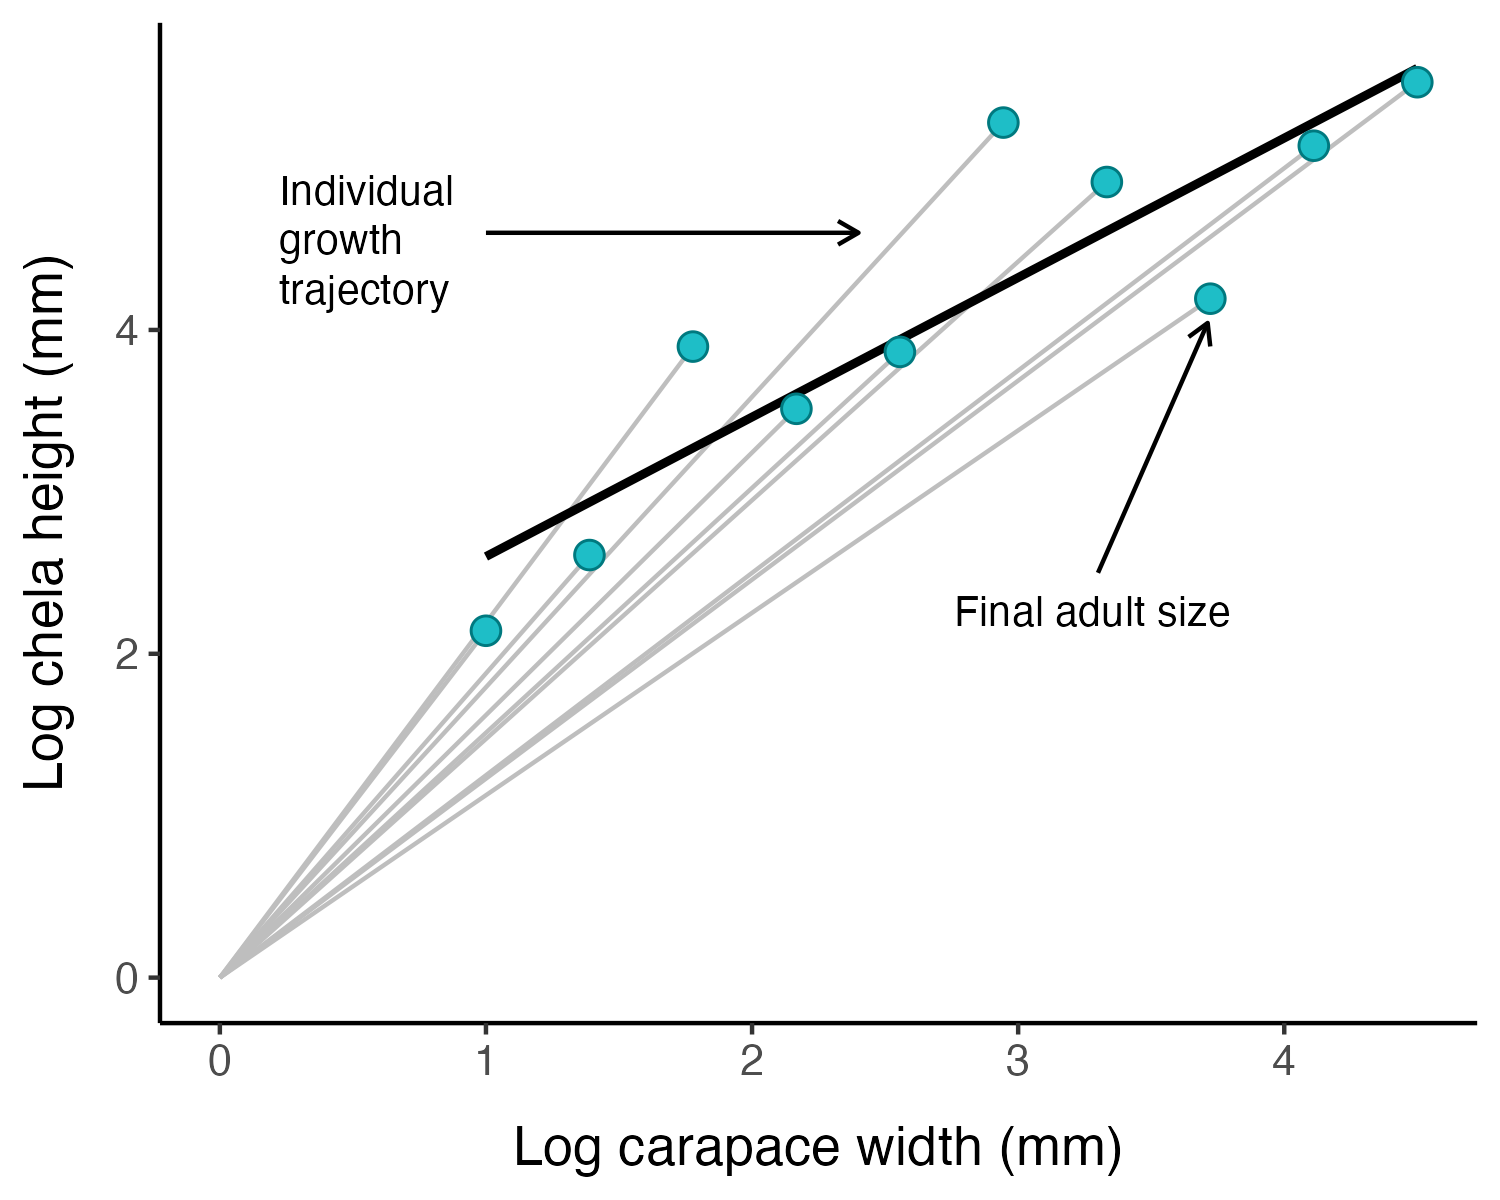 Individual
growth
trajectory
Final adult size
Log chela height (mm)
4
2
0
0 1 2 3 4
Log carapace width (mm)